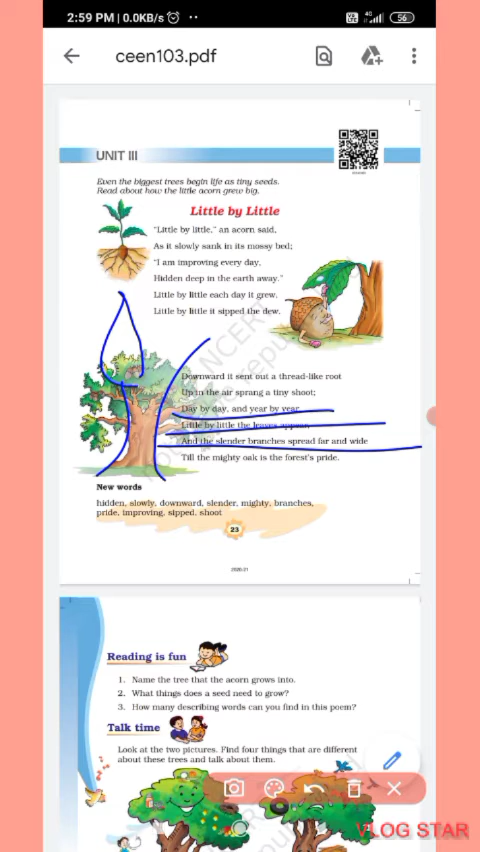 2:59 PM | 0.0KB/s
4G
56
ceen103.pdf
UNIT III
Even the biggest trees begin life as tiny seeds.
Read about how the little acorn grew big.
Little by Little
"Little by little," an acorn said,
As it slowly sank in its mossy bed;
"I am improving every day,
Hidden deep in the earth away."
Little by little each day it grew,
Little by little it sipped the dew.
Downward it sent out a thread-like root
Up in the air sprang a tiny shoot;
Day by day, and year by year,
Little by little the leaves appear,
And the slender branches spread far and wide
Till the mighty oak is the forest's pride.
New words
hidden, slowly, downward, slender, mighty, branches,
pride, improving, sipped, shoot
23
2020-21
Reading is fun
1. Name the tree that the acorn grows into.
2. What things does a seed need to grow?
3. How many describing words can you find in this poem?
Talk time
Look at the two pictures. Find four things that are different
about these trees and talk about them.
VLOG STAR